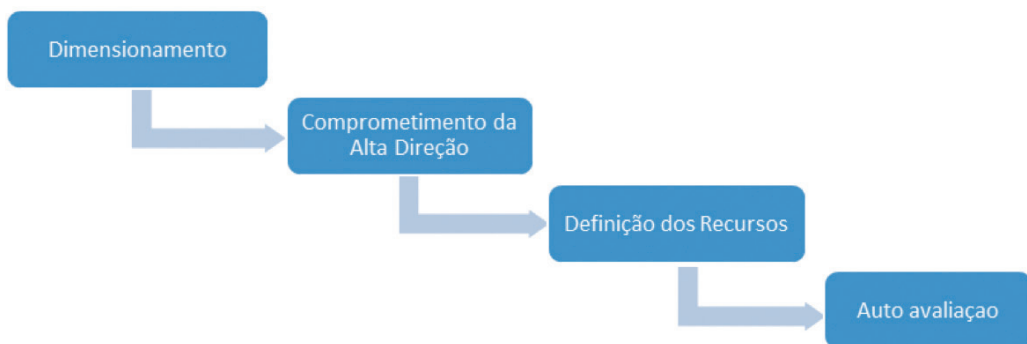 Dimensionamento
Comprometimento da
Alta Direção
Definição dos Recursos
Auto avaliaçao